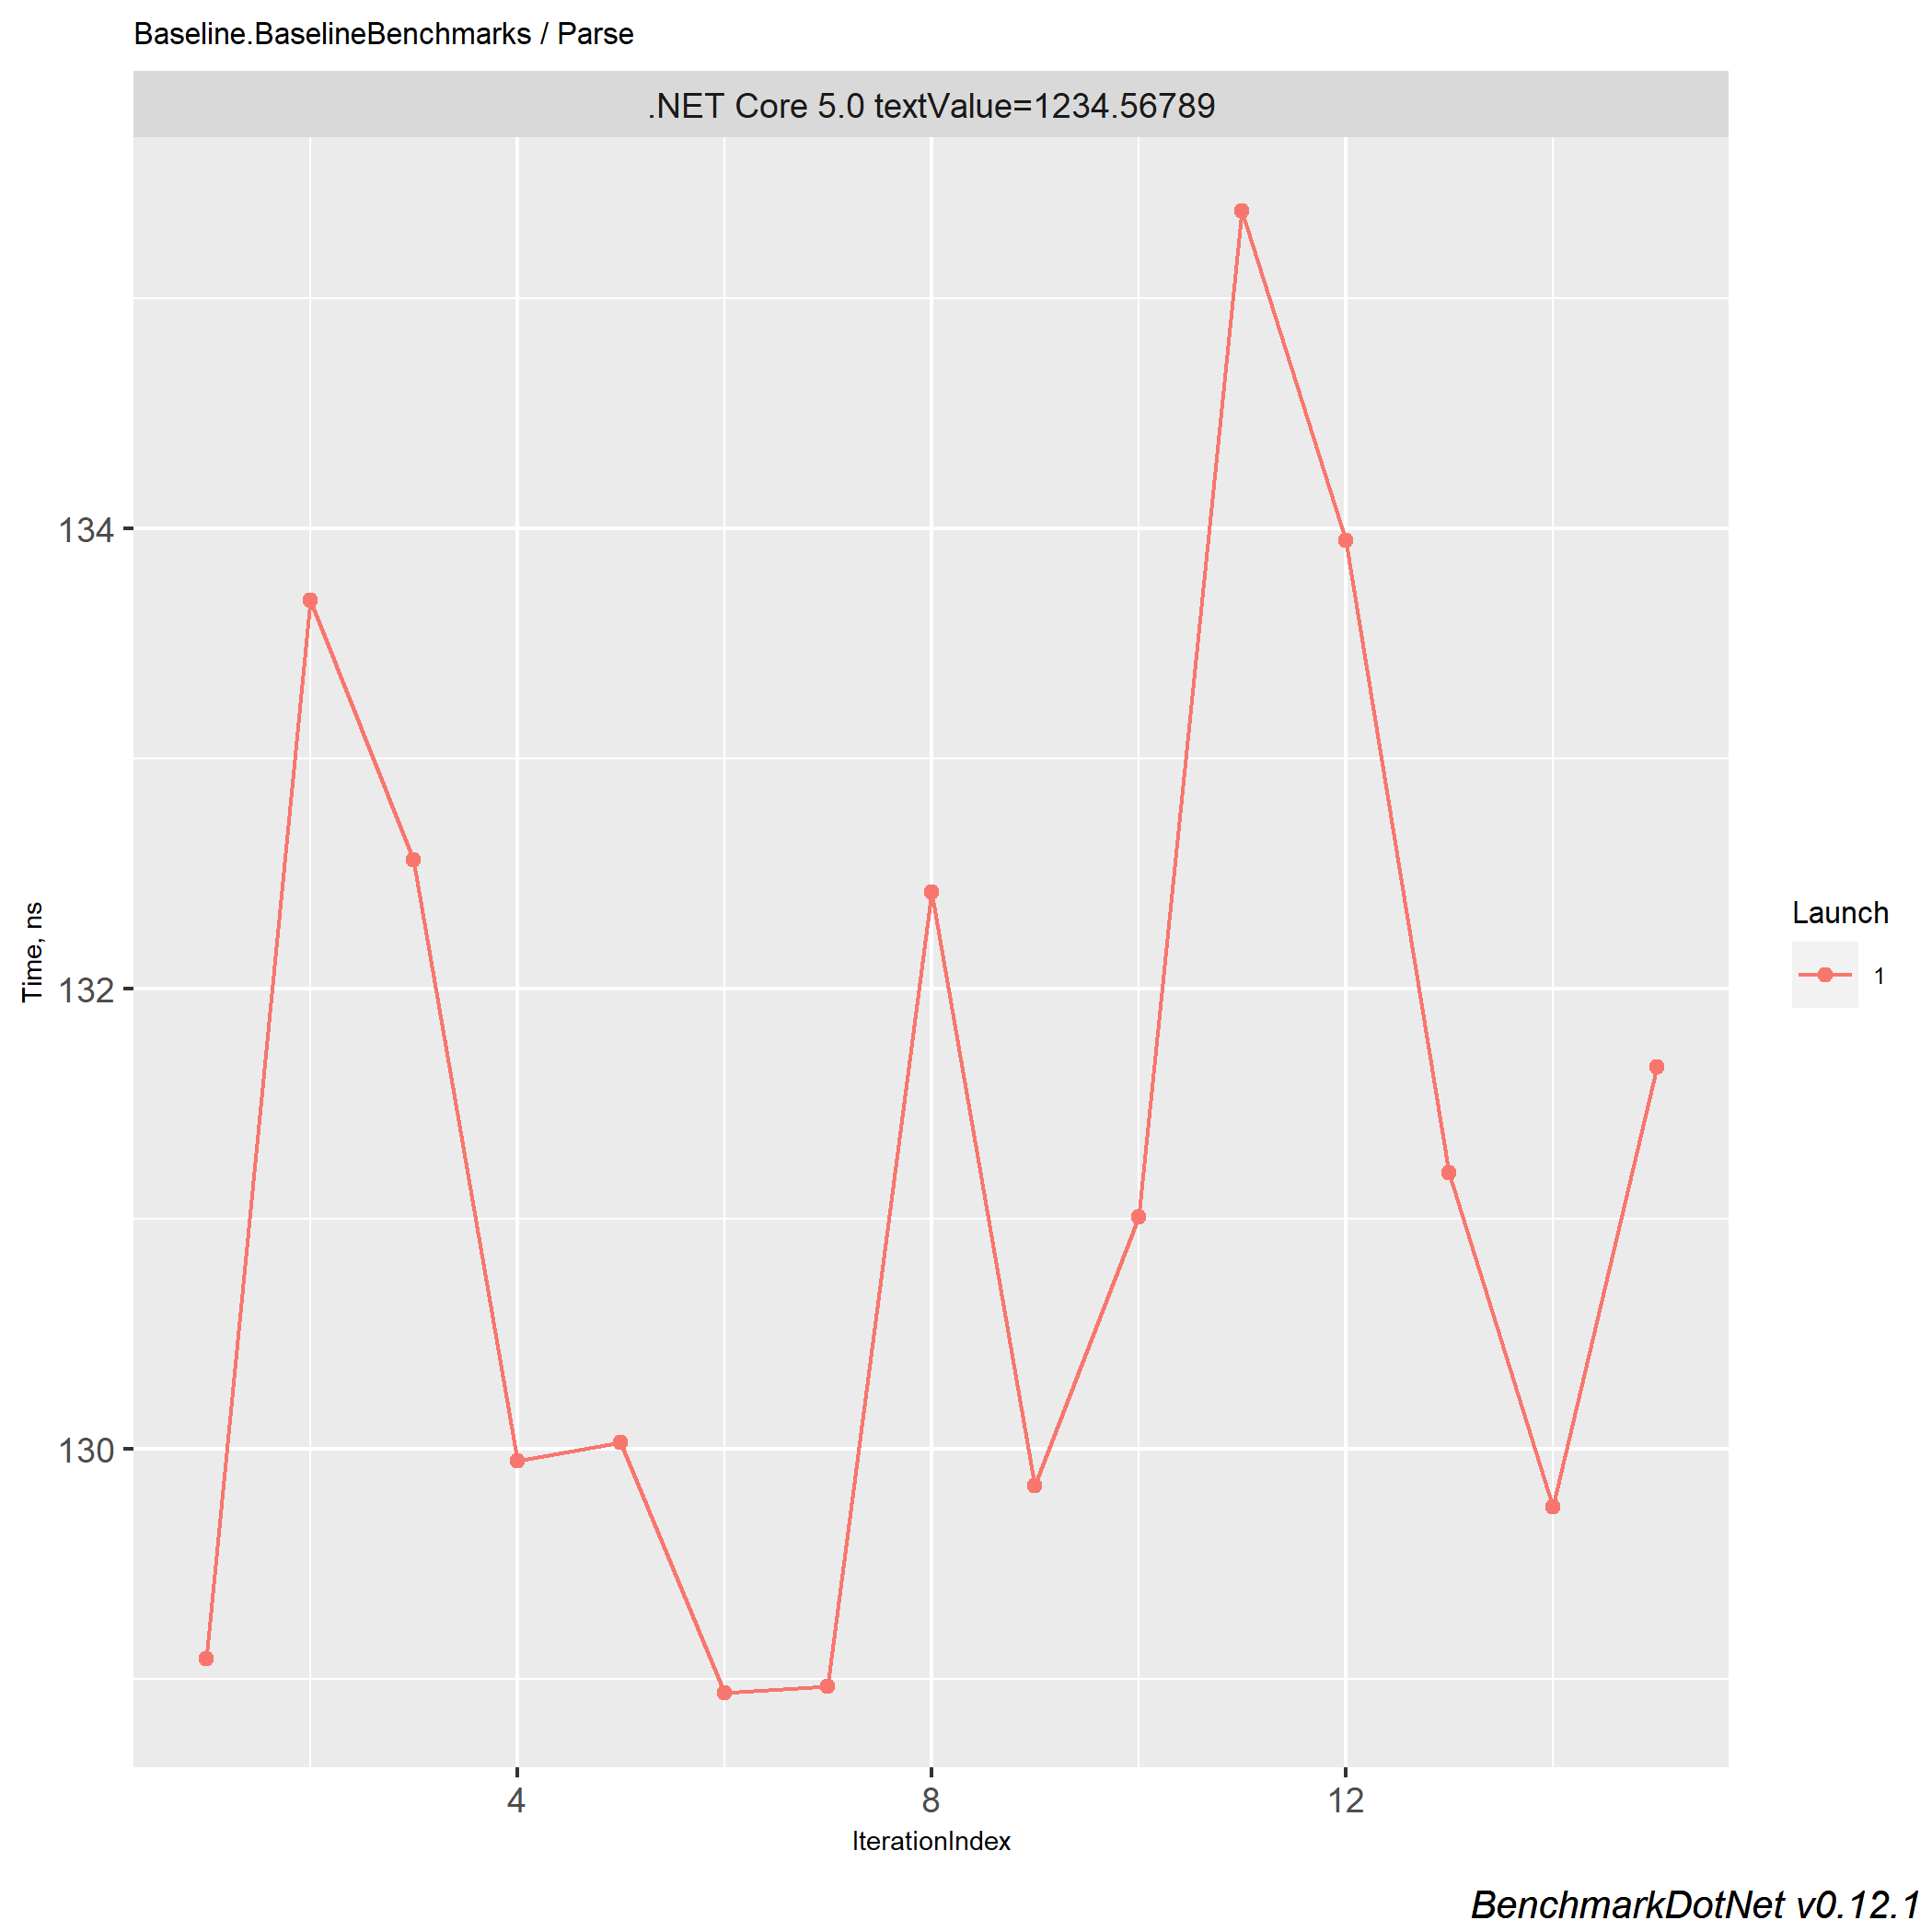 Baseline.BaselineBenchmarks / Parse
.NET Core 5.0 textValue=1234.56789
134
132
130
Time, ns
4
8
12
IterationIndex
Launch
1
BenchmarkDotNet v0.12.1